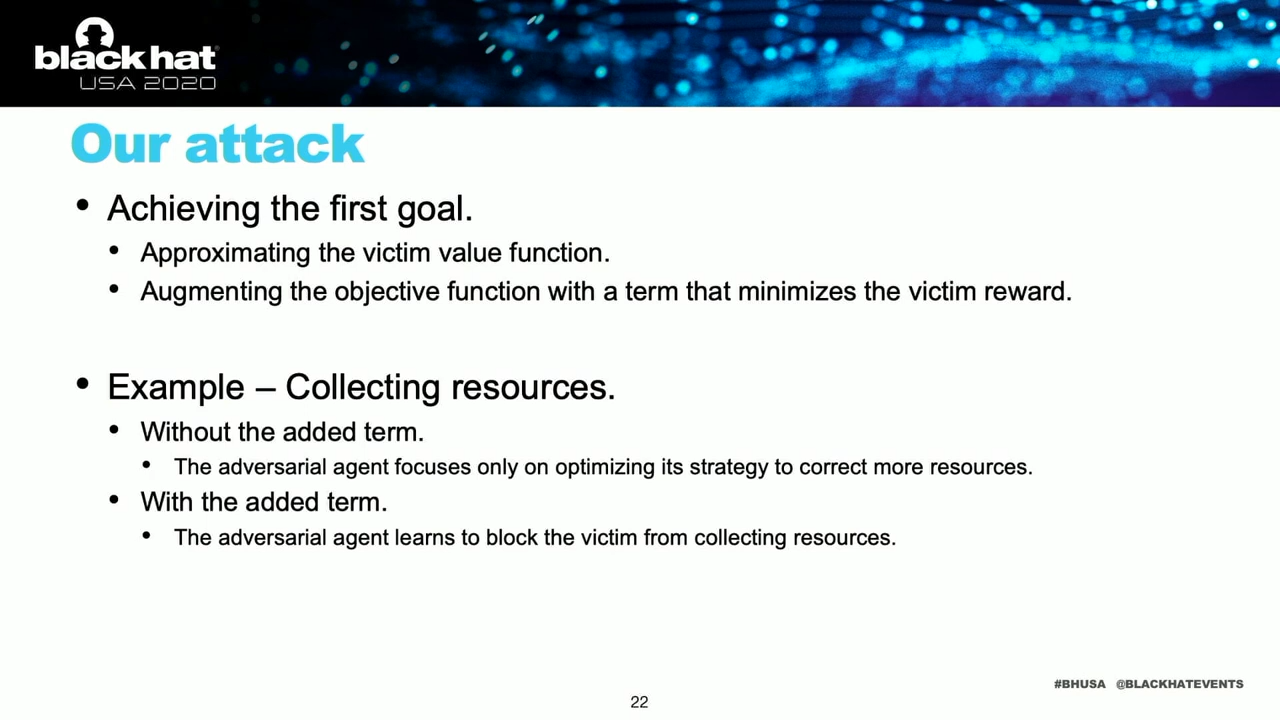 black hat
USA 2020
Our attack
• Achieving the first goal.
• Approximating the victim value function.
• Augmenting the objective function with a term that minimizes the victim reward.
• Example – Collecting resources.
• Without the added term.
• The adversarial agent focuses only on optimizing its strategy to correct more resources.
• With the added term.
• The adversarial agent learns to block the victim from collecting resources.
#BHUSA @BLACKHATEVENTS
22